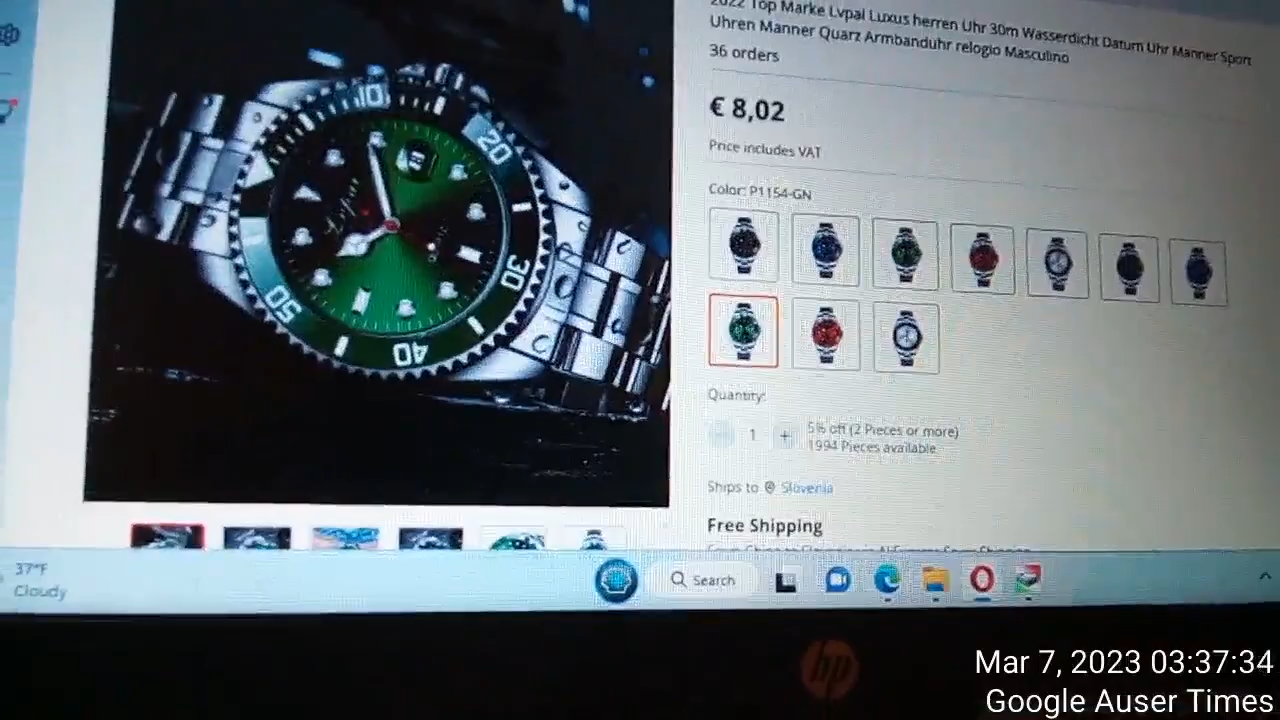 2022 Top Marke Lvpal Luxus herren Uhr 30m Wasserdicht Datum Uhr Manner Sport
Uhren Manner Quarz Armbanduhr relogio Masculino
36 orders
€ 8,02
Price includes VAT
Color: P1154-GN
Quantity:
1 +
5% off (2 Pieces or more)
1994 Pieces available
Ships to Slovenia
Free Shipping
10
20
30
40
50
Lvpal
37°F
Cloudy
Search
hp
Mar 7, 2023 03:37:34
Google Auser Times